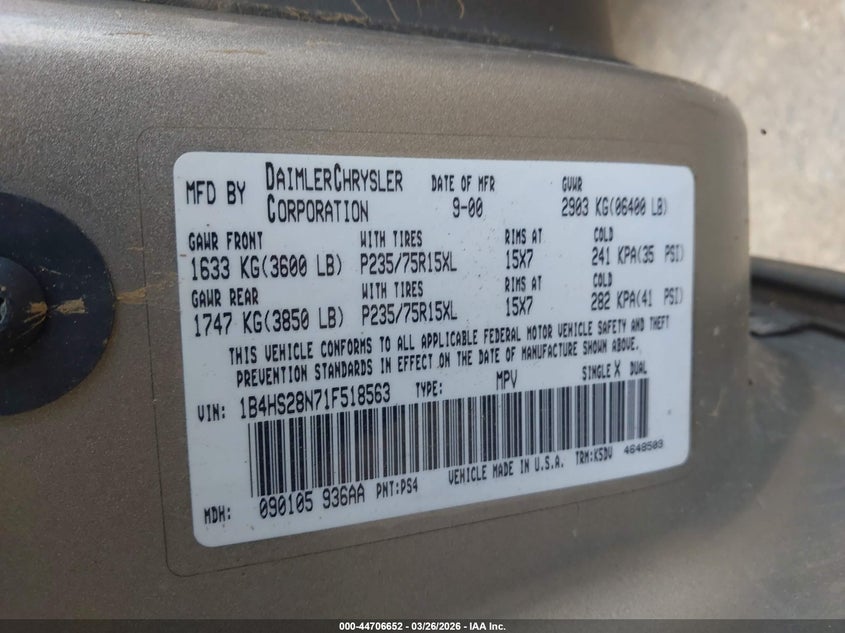 MFD BY DAIMLERCHRYSLER CORPORATION DATE OF MFR 9-00 GVWR 2903 KG(06400 LB)
GAWR FRONT WITH TIRES RIMS AT COLD
1633 KG(3600 LB) P235/75R15XL 15X7 241 KPA(35 PSI)
GAWR REAR WITH TIRES RIMS AT COLD
1747 KG(3850 LB) P235/75R15XL 15X7 282 KPA(41 PSI)
THIS VEHICLE CONFORMS TO ALL APPLICABLE FEDERAL MOTOR VEHICLE SAFETY AND THEFT
PREVENTION STANDARDS IN EFFECT ON THE DATE OF MANUFACTURE SHOWN ABOVE.
VIN: 1B4HS28N71F518563 TYPE: MPV SINGLE X DUAL
MDH: 090105 936AA PNT:PS4 VEHICLE MADE IN U.S.A. TRM:K5DV 4648509
000-44706652 / 03/26/2026 - IAA Inc.